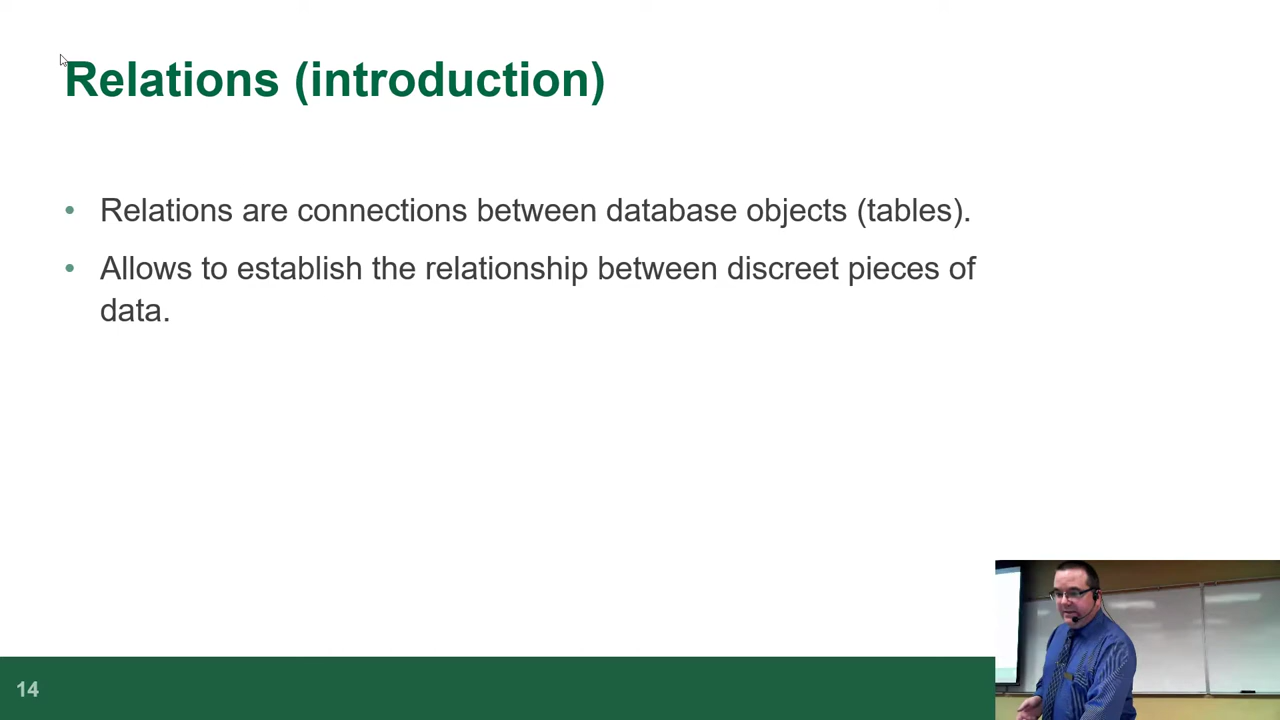 Relations (introduction)
• Relations are connections between database objects (tables).
• Allows to establish the relationship between discreet pieces of
data.
14